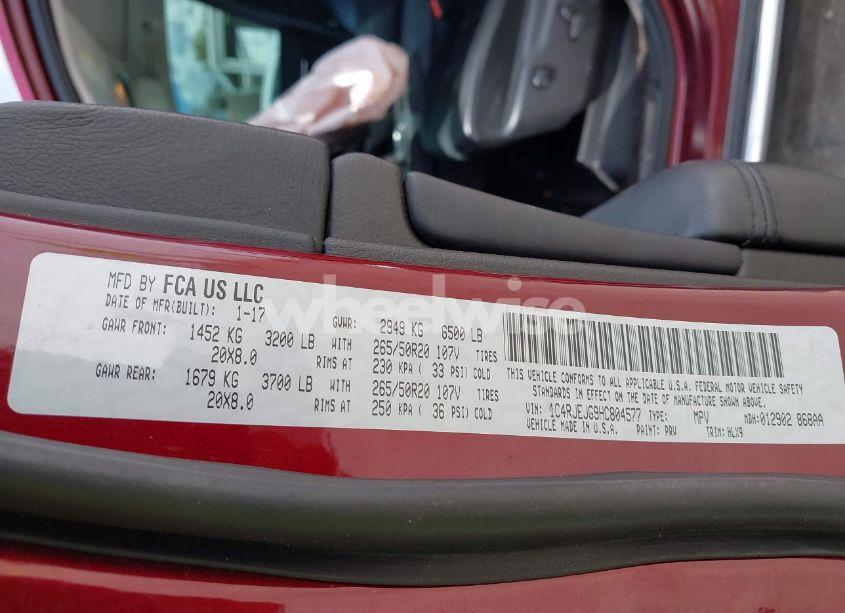 MFD BY FCA US LLC
DATE OF MFR(BUILT): 1-17 GVWR: 2949 KG 6500 LB
GAWR FRONT: 1452 KG 3200 LB WITH 265/50R20 107V TIRES
20X8.0 RIMS AT 230 KPA ( 33 PSI) COLD
GAWR REAR: 1679 KG 3700 LB WITH 265/50R20 107V TIRES
20X8.0 RIMS AT 250 KPA ( 36 PSI) COLD
THIS VEHICLE CONFORMS TO ALL APPLICABLE U.S.A. FEDERAL MOTOR VEHICLE SAFETY
STANDARDS IN EFFECT ON THE DATE OF MANUFACTURE SHOWN ABOVE.
VIN: 1C4RJEJG9HC804577 TYPE: MPV MDH:012902 868AA
VEHICLE MADE IN U.S.A. PAINT: PRV TRIM: HLX9
wheelwise